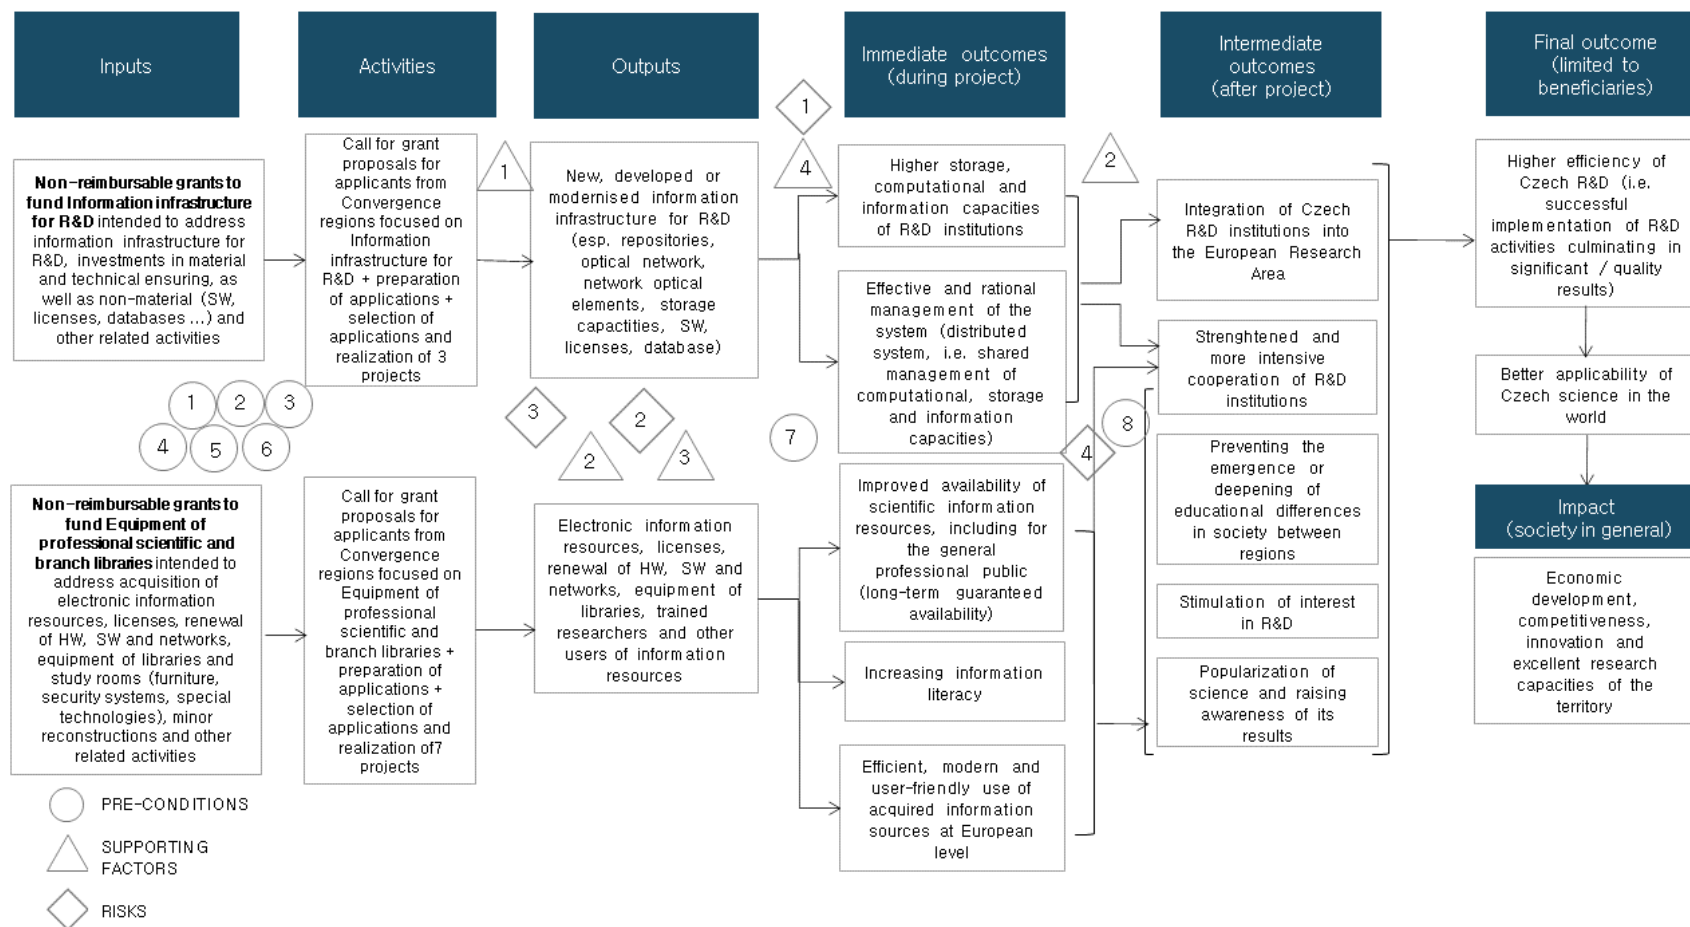 Inputs
Activities
Outputs
Immediate outcomes
(during project)
Intermediate
outcomes
(after project)
Final outcome
(limited to
beneficiaries)
Non-reimbursable grants to
fund Information infrastructure
for R&D intended to address
information infrastructure for
R&D, investments in material
and technical ensuring, as
well as non-material (SW,
licenses, databases ...) and
other related activities
Call for grant
proposals for
applicants from
Convergence
regions focused on
Information
infrastructure for
R&D + preparation
of applications +
selection of
applications and
realization of 3
projects
1
New, developed or
modernised information
infrastructure for R&D
(esp. repositories,
optical network,
network optical
elements, storage
capactities, SW,
licenses, database)
1
4
Higher storage,
computational and
information capacities
of R&D institutions
Effective and rational
management of the
system (distributed
system, i.e. shared
management of
computational, storage
and information
capacities)
2
Integration of Czech
R&D institutions into
the European Research
Area
Strenghtened and
more intensive
cooperation of R&D
institutions
Higher efficiency of
Czech R&D (i.e.
successful
implementation of R&D
activities culminating in
significant / quality
results)
Better applicability of
Czech science in the
world
1
2
3
4
5
6
3
2
2
3
7
4
8
Non-reimbursable grants to
fund Equipment of
professional scientific and
branch libraries intended to
address acquisition of
electronic information
resources, licenses, renewal
of HW, SW and networks,
equipment of libraries and
study rooms (furniture,
security systems, special
technologies), minor
reconstructions and other
related activities
Call for grant
proposals for
applicants from
Convergence
regions focused on
Equipment of
professional
scientific and
branch libraries +
preparation of
applications +
selection of
applications and
realization of7
projects
Electronic information
resources, licenses,
renewal of HW, SW and
networks, equipment of
libraries, trained
researchers and other
users of information
resources
Improved availability of
scientific information
resources, including for
the general
professional public
(long-term guaranteed
availability)
Increasing information
literacy
Efficient, modern and
user-friendly use of
acquired information
sources at European
level
Preventing the
emergence or
deepening of
educational differences
in society between
regions
Stimulation of interest
in R&D
Popularization of
science and raising
awareness of its
results
Impact
(society in general)
Economic
development,
competitiveness,
innovation and
excellent research
capacities of the
territory
PRE-CONDITIONS
SUPPORTING
FACTORS
RISKS